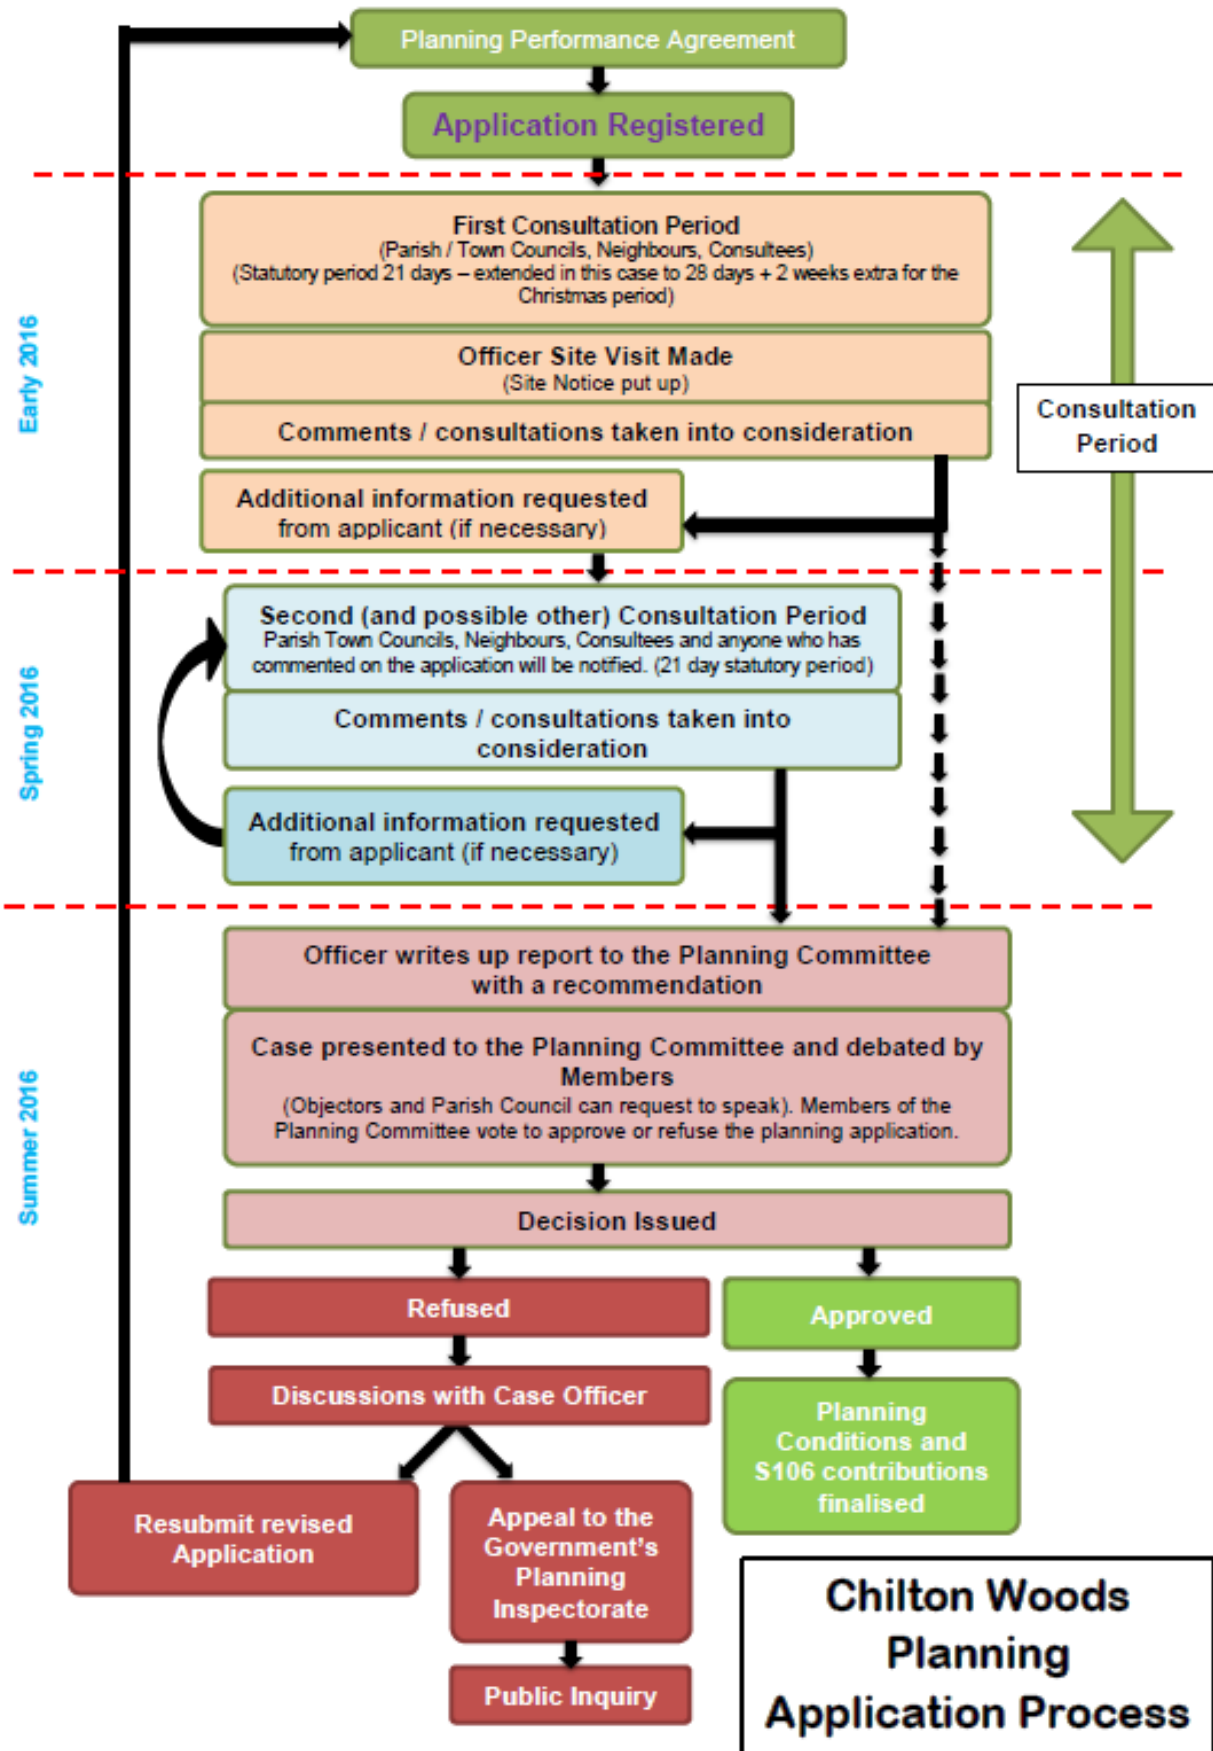 Planning Performance Agreement
Application Registered
Early 2016
First Consultation Period
(Parish / Town Councils, Neighbours, Consultees)
(Statutory period 21 days – extended in this case to 28 days + 2 weeks extra for the
Christmas period)
Officer Site Visit Made
(Site Notice put up)
Comments / consultations taken into consideration
Additional information requested
from applicant (if necessary)
Consultation
Period
Spring 2016
Second (and possible other) Consultation Period
Parish Town Councils, Neighbours, Consultees and anyone who has
commented on the application will be notified. (21 day statutory period)
Comments / consultations taken into
consideration
Additional information requested
from applicant (if necessary)
Summer 2016
Officer writes up report to the Planning Committee
with a recommendation
Case presented to the Planning Committee and debated by
Members
(Objectors and Parish Council can request to speak). Members of the
Planning Committee vote to approve or refuse the planning application.
Decision Issued
Refused
Approved
Discussions with Case Officer
Planning
Conditions and
S106 contributions
finalised
Resubmit revised
Application
Appeal to the
Government's
Planning
Inspectorate
Public Inquiry
Chilton Woods
Planning
Application Process